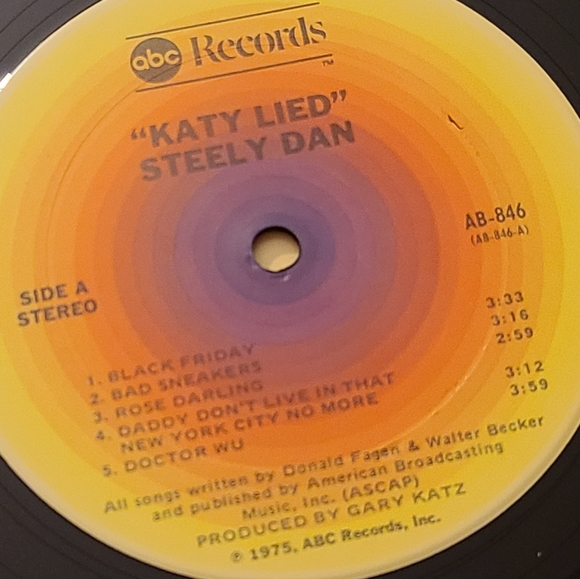 abc Records™
"KATY LIED"
STEELY DAN
AB-846
(AB-846-A)
SIDE A
STEREO
1. BLACK FRIDAY 3:33
2. BAD SNEAKERS 3:16
3. ROSE DARLING 2:59
4. DADDY DON'T LIVE IN THAT
NEW YORK CITY NO MORE 3:12
5. DOCTOR WU 3:59
All songs written by Donald Fagen & Walter Becker
and published by American Broadcasting
Music, Inc. (ASCAP)
PRODUCED BY GARY KATZ
℗ 1975, ABC Records, Inc.